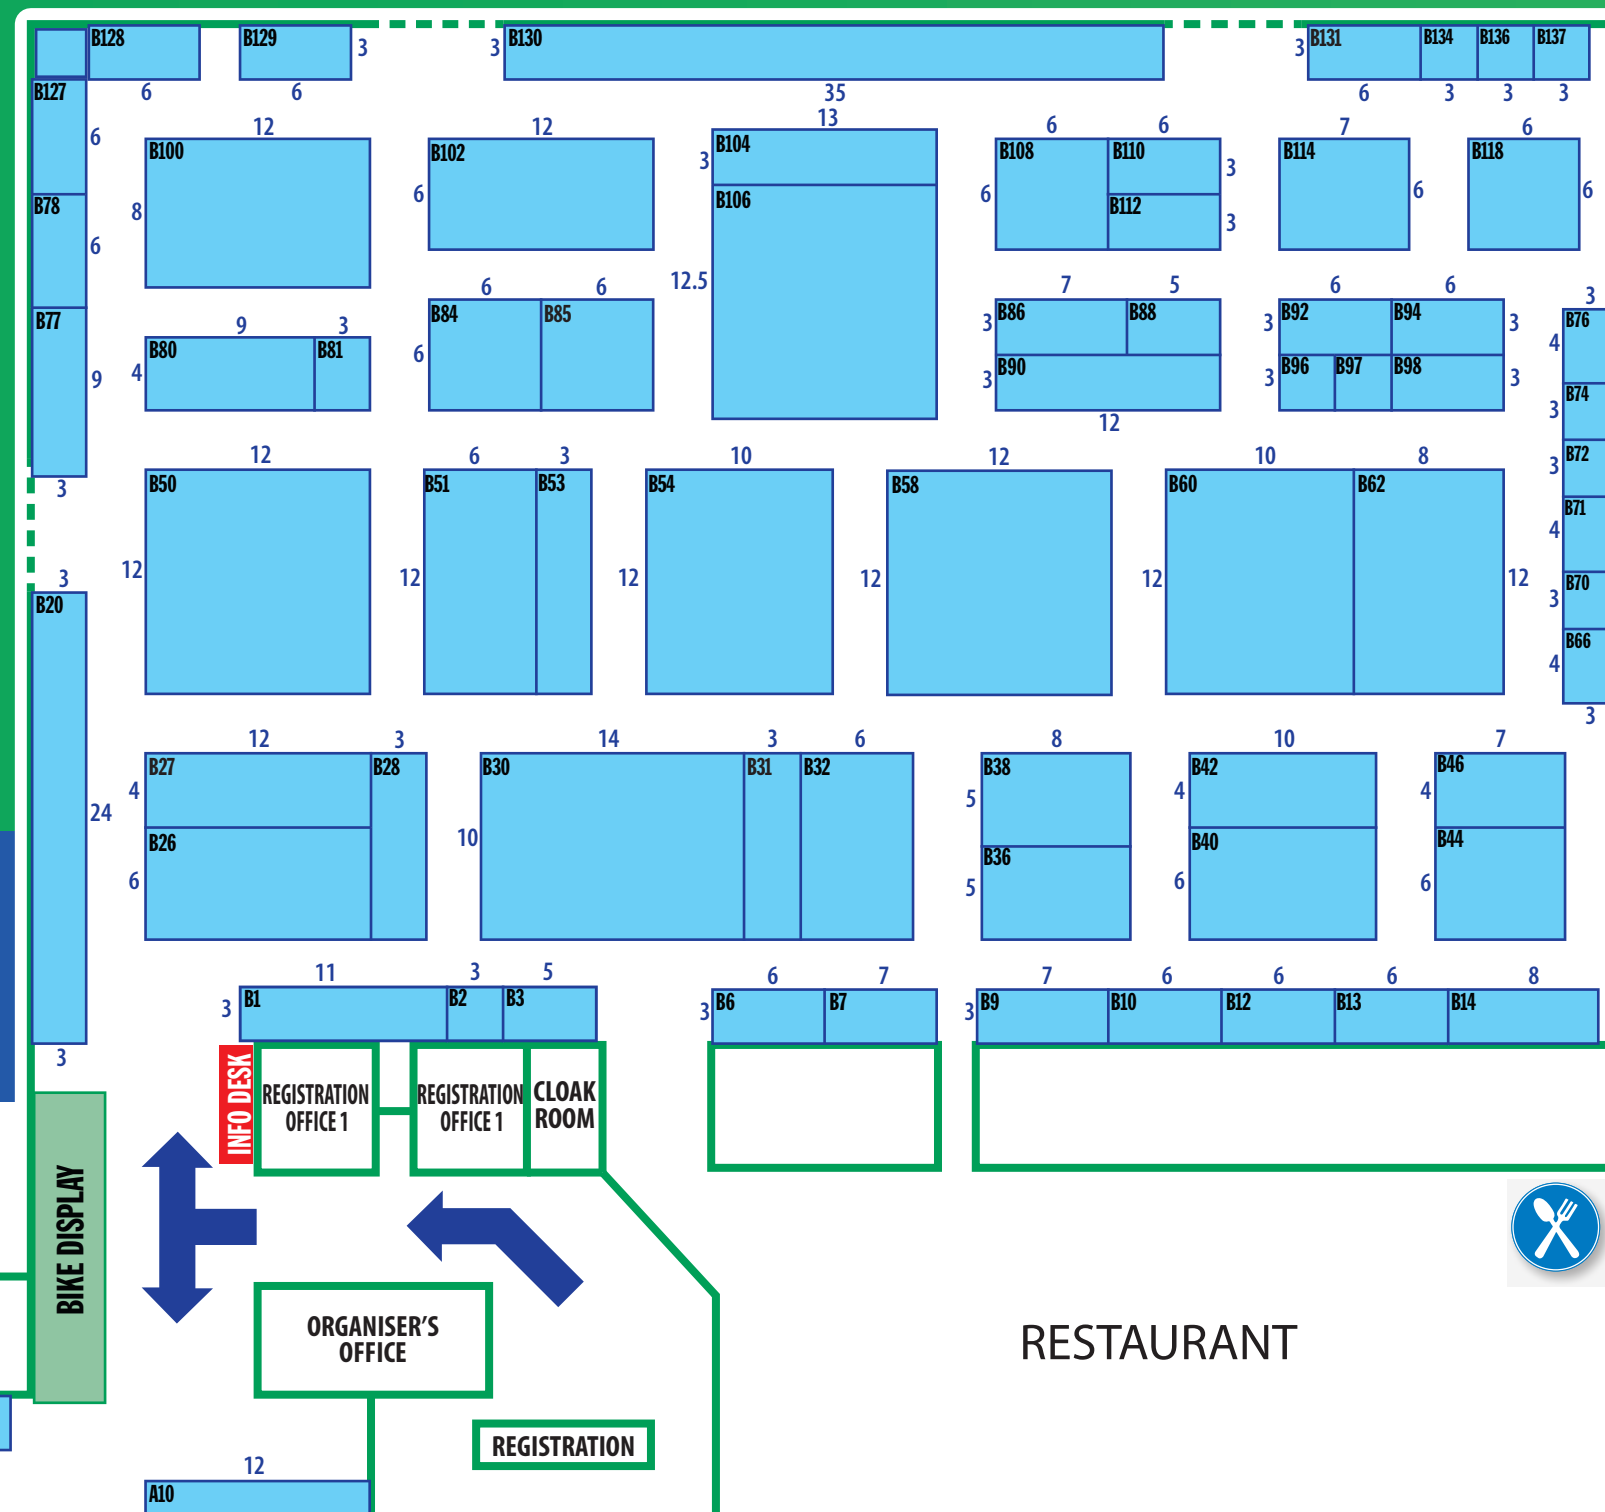 B128
B129
3
3
B130
3
B131
B134
B136
B137
B127
6
6
35
6
3
3
3
6
12
B100
8
12
B102
6
13
3
B104
B106
12.5
6
6
B108
B110
3
6
B112
3
7
B114
6
6
B118
6
B78
6
B77
9
3
9
3
B80
B81
4
6
6
B84
B85
6
7
5
3
B86
B88
3
B90
12
6
6
3
B92
B94
3
3
B96
B97
B98
3
3
B76
4
B74
3
B72
3
B71
4
B70
3
B66
4
3
12
B50
12
6
3
B51
B53
12
10
B54
12
12
B58
12
10
8
B60
B62
12
12
3
B20
24
3
12
3
B27
B28
4
B26
6
14
3
6
B30
B31
B32
10
8
B38
5
B36
5
10
B42
4
B40
6
7
B46
4
B44
6
11
3
5
3
B1
B2
B3
6
7
3
B6
B7
7
6
6
6
8
3
B9
B10
B12
B13
B14
INFO DESK
REGISTRATION
OFFICE 1
REGISTRATION
OFFICE 1
CLOAK
ROOM
BIKE DISPLAY
ORGANISER'S
OFFICE
RESTAURANT
REGISTRATION
12
A10